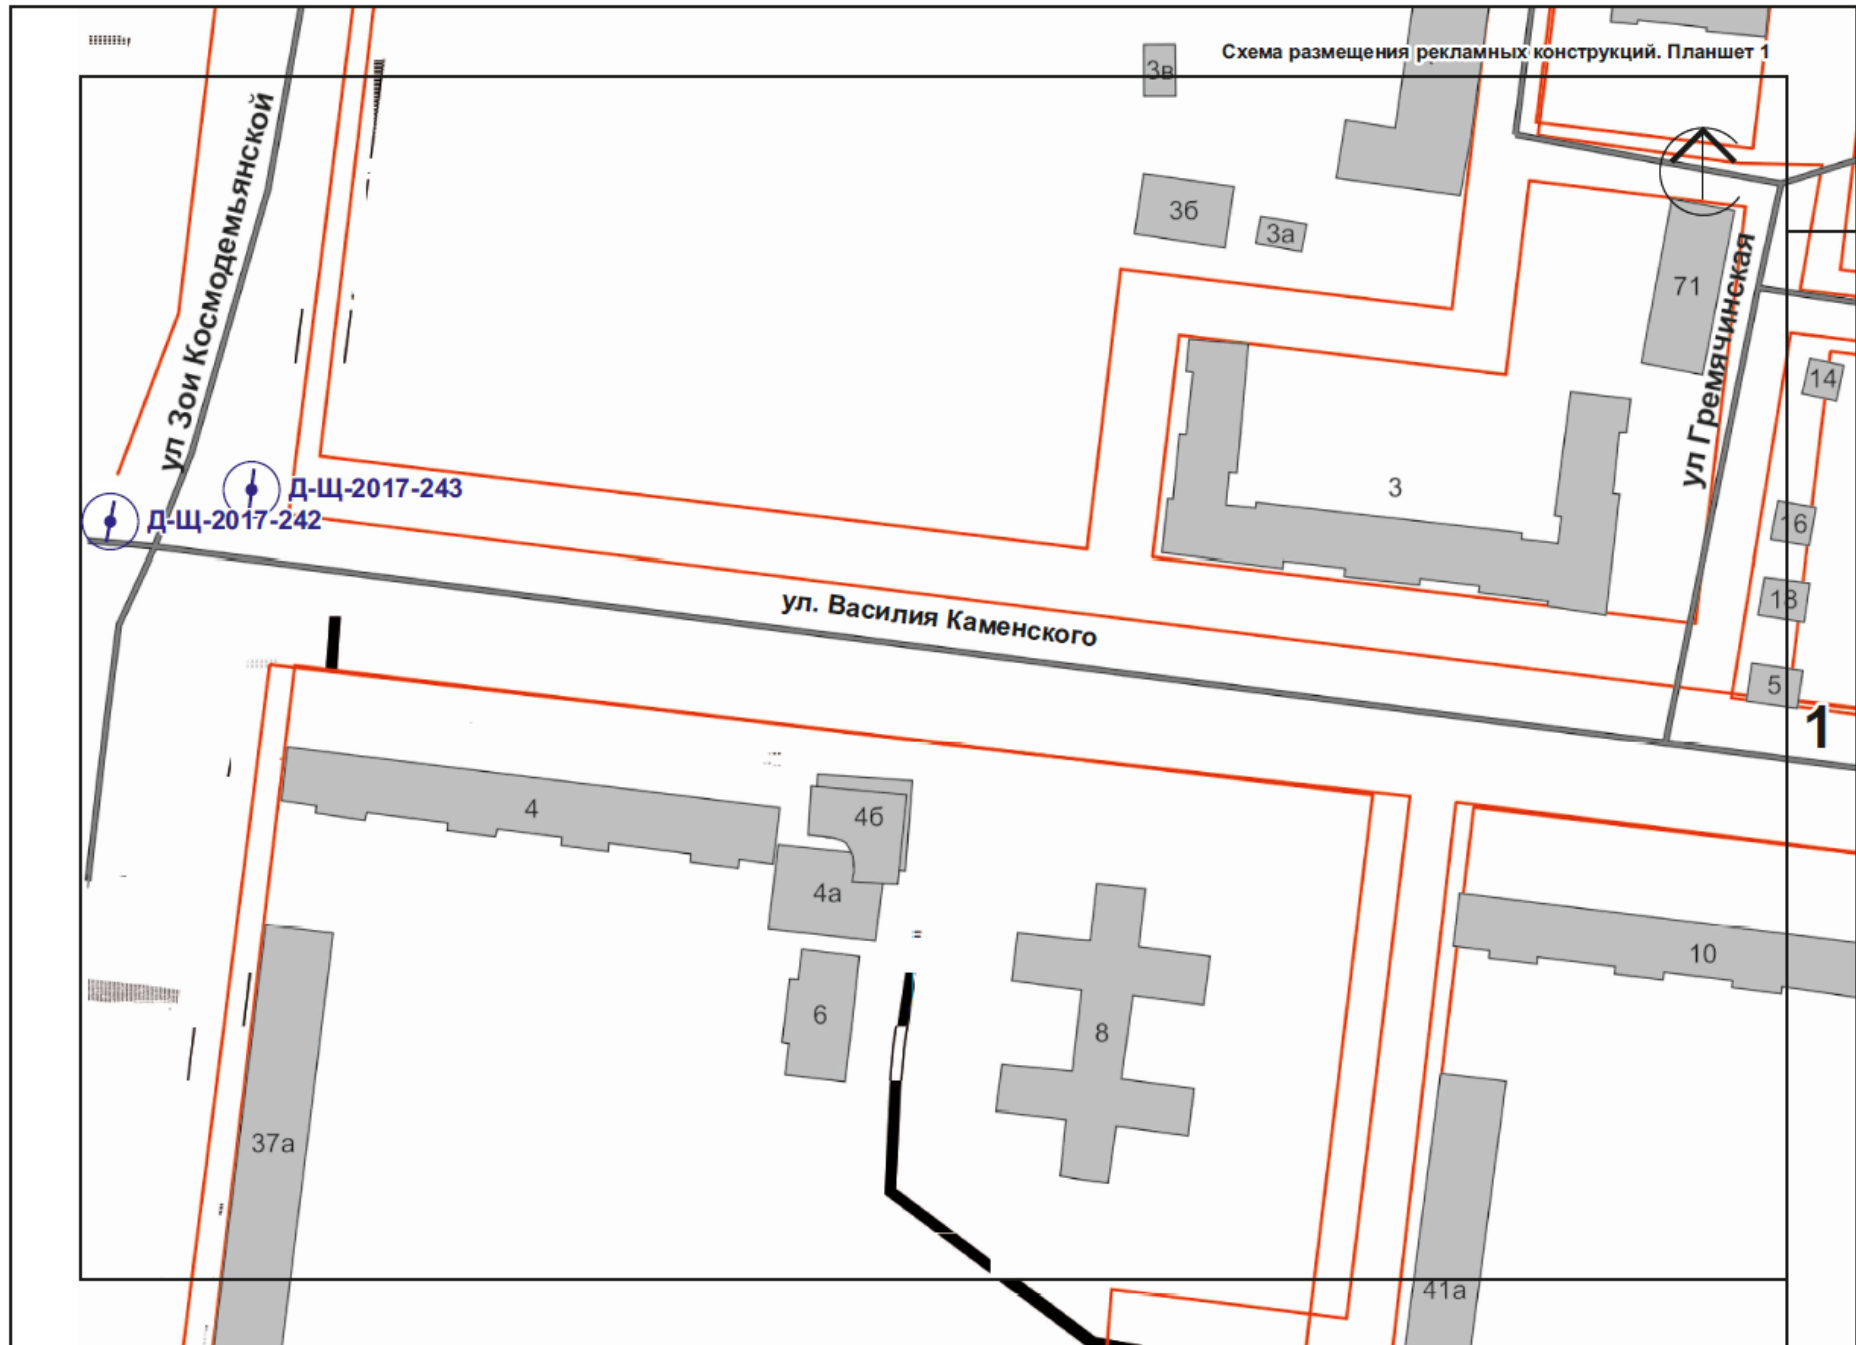 Схема размещения рекламных конструкций. Планшет 1
3в
3б
3а
71
ул Зои Космодемьянской
ул Гремячинская
14
3
Д-Щ-2017-243
Д-Щ-2017-242
16
18
ул. Василия Каменского
5
1
4
4б
4а
10
6
8
37а
41а